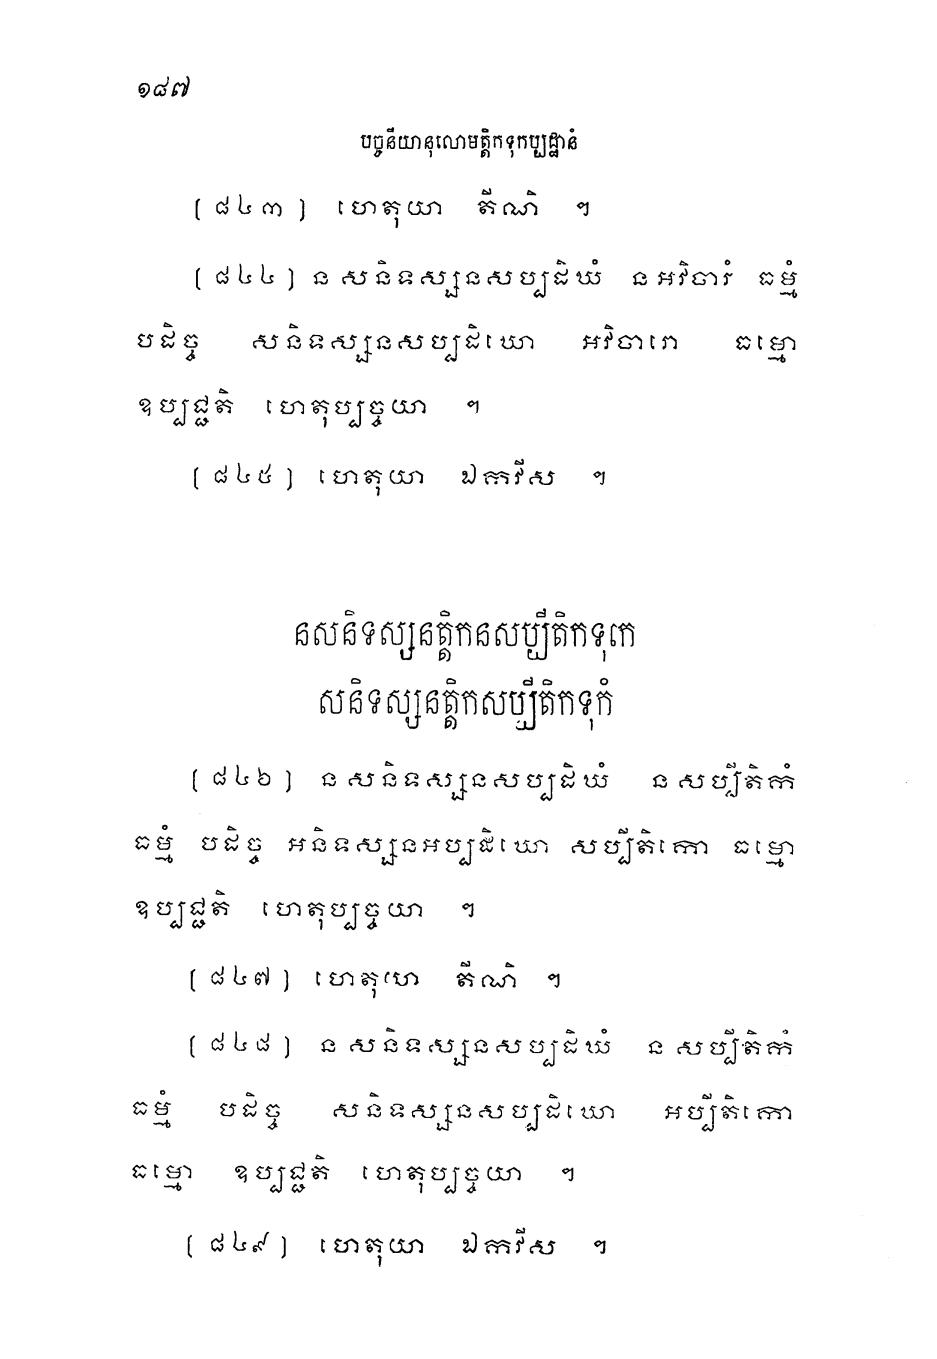 ១៨៧
បច្ចនីយានុលោមត្តិកទុកប្បដ្ឋានំ
[ ៨៤៣ ] ហេតុយា តីណិ ។
[ ៨៤៤ ] ន សនិទស្សនសប្បដិឃំ ន អវិចារំ ធម្មំ
បដិច្ច សនិទស្សនសប្បដិឃោ អវិចារោ ធម្មោ
ឧប្បជ្ជតិ ហេតុប្បច្ចយា ។
[ ៨៤៥ ] ហេតុយា ឯកវីស ។
នសនិទស្សនត្តិកនសប្បីតិកទុកេ
សនិទស្សនត្តិកសប្បីតិកទុកំ
[ ៨៤៦ ] ន សនិទស្សនសប្បដិឃំ ន សប្បីតិកំ
ធម្មំ បដិច្ច អនិទស្សនអប្បដិឃោ សប្បីតិកោ ធម្មោ
ឧប្បជ្ជតិ ហេតុប្បច្ចយា ។
[ ៨៤៧ ] ហេតុយា តីណិ ។
[ ៨៤៨ ] ន សនិទស្សនសប្បដិឃំ ន សប្បីតិកំ
ធម្មំ បដិច្ច សនិទស្សនសប្បដិឃោ អប្បីតិកោ
ធម្មោ ឧប្បជ្ជតិ ហេតុប្បច្ចយា ។
[ ៨៤៩ ] ហេតុយា ឯកវីស ។